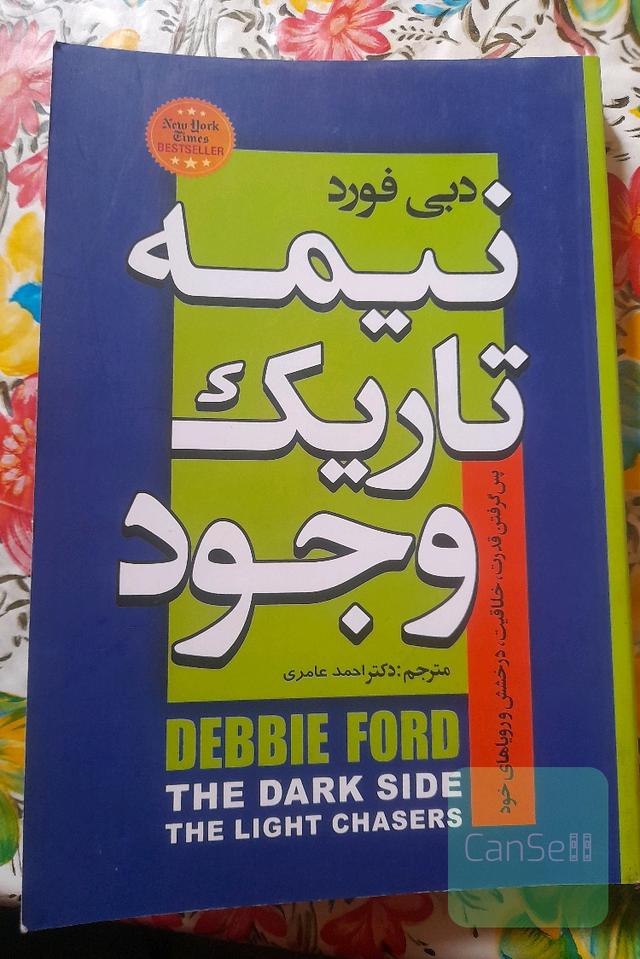 New York
Times
BESTSELLER
دبی فورد
نیمه
تاریک
وجود
پس گرفتن قدرت، خلاقیت، درخشش و رویاهای خود
مترجم: دکتر احمد عامری
DEBBIE FORD
THE DARK SIDE
THE LIGHT CHASERS
CanSell